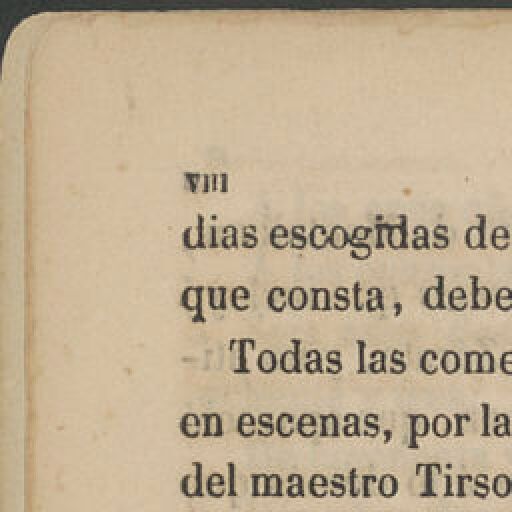 VIII
dias escogidas de
que consta, debe
Todas las come
en escenas, por la
del maestro Tirso